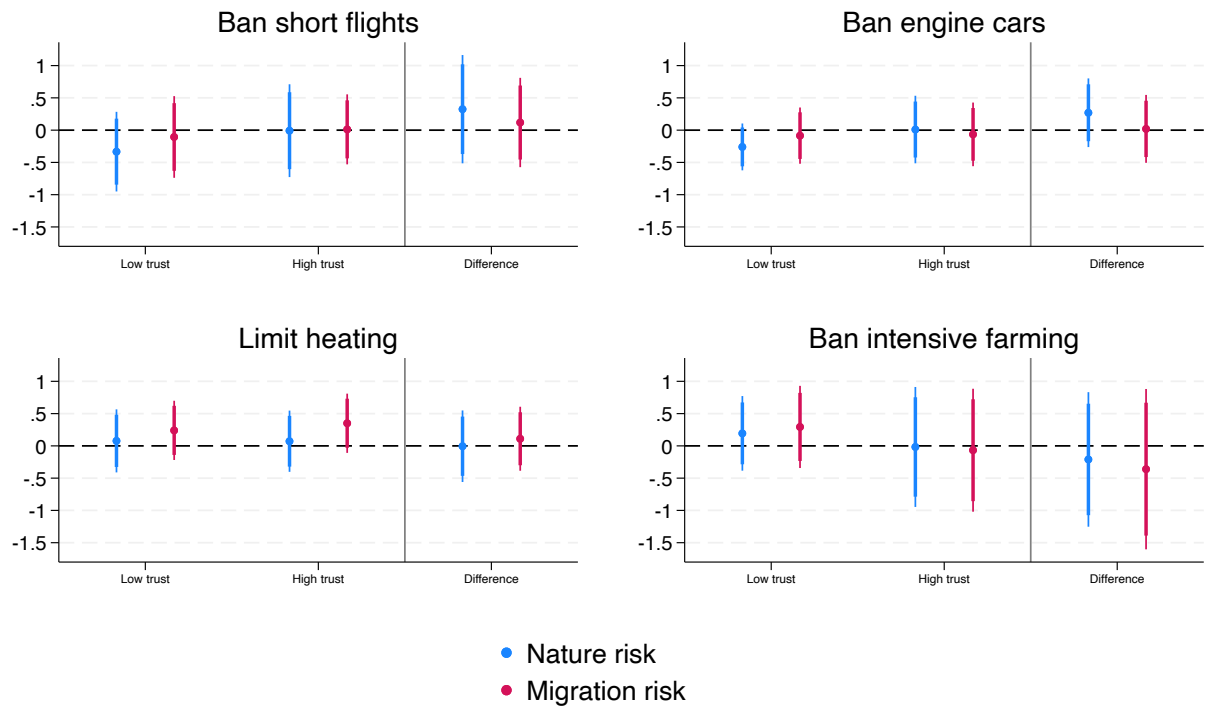 Ban short flights
1
.5
0
-.5
-1
-1.5
Low trust
High trust
Difference
Ban engine cars
1
.5
0
-.5
-1
-1.5
Low trust
High trust
Difference
Limit heating
1
.5
0
-.5
-1
-1.5
Low trust
High trust
Difference
Ban intensive farming
1
.5
0
-.5
-1
-1.5
Low trust
High trust
Difference
Nature risk
Migration risk